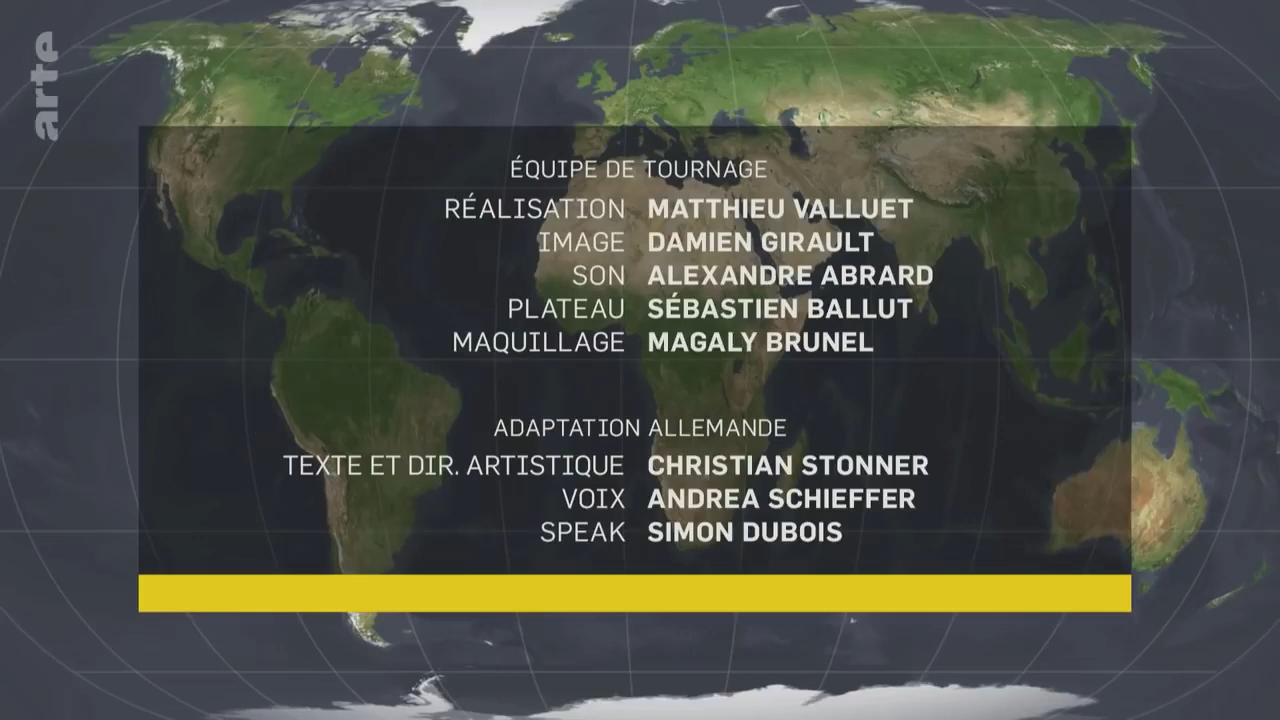 arte
ÉQUIPE DE TOURNAGE
RÉALISATION MATTHIEU VALLUET
IMAGE DAMIEN GIRAULT
SON ALEXANDRE ABRARD
PLATEAU SÉBASTIEN BALLUT
MAQUILLAGE MAGALY BRUNEL
ADAPTATION ALLEMANDE
TEXTE ET DIR. ARTISTIQUE CHRISTIAN STONNER
VOIX ANDREA SCHIEFFER
SPEAK SIMON DUBOIS